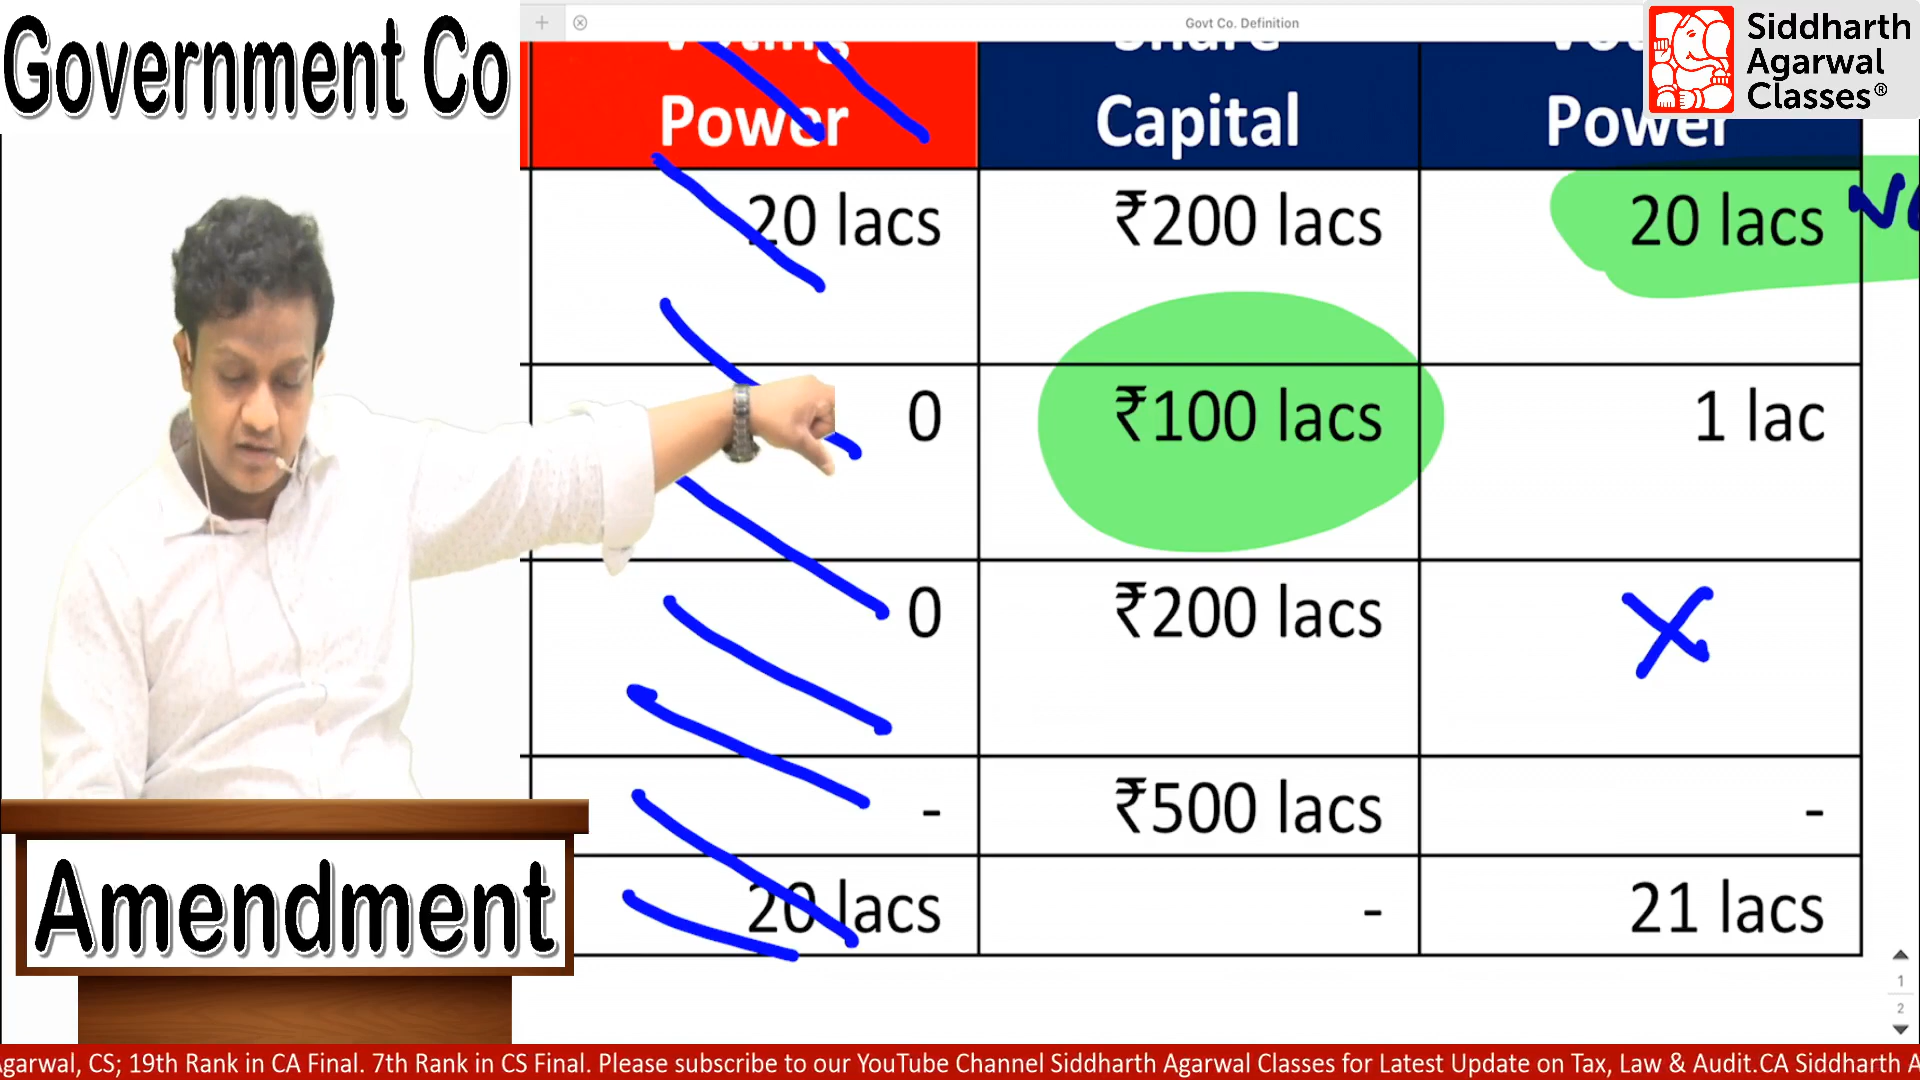 Government Co
Govt Co. Definition
Siddharth
Agarwal
Classes®
Voting
Share
Power
Capital
Power
20 lacs
₹200 lacs
20 lacs
0
₹100 lacs
1 lac
0
₹200 lacs
-
₹500 lacs
-
20 lacs
-
21 lacs
Amendment
1
2
garwal, CS; 19th Rank in CA Final. 7th Rank in CS Final. Please subscribe to our YouTube Channel Siddharth Agarwal Classes for Latest Update on Tax, Law & Audit.CA Siddharth A